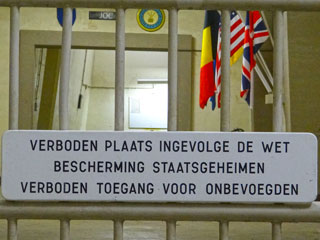 VERBODEN PLAATS INGEVOLGE DE WET
BESCHERMING STAATSGEHEIMEN
VERBODEN TOEGANG VOOR ONBEVOEGDEN